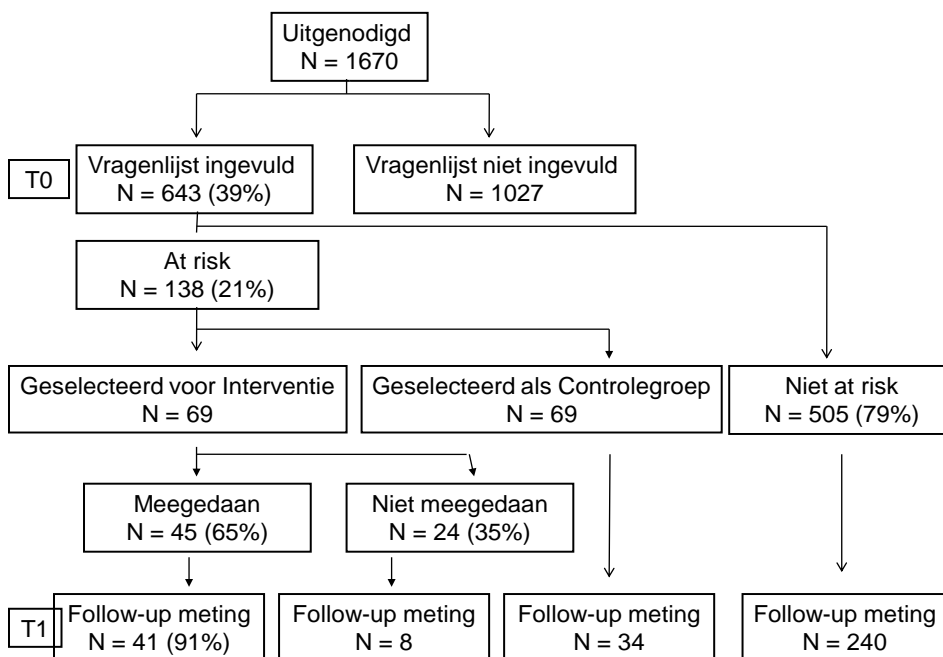 Uitgenodigd
N = 1670
T0
Vragenlijst ingevuld
N = 643 (39%)
Vragenlijst niet ingevuld
N = 1027
At risk
N = 138 (21%)
Geselecteerd voor Interventie
N = 69
Geselecteerd als Controlegroep
N = 69
Niet at risk
N = 505 (79%)
Meegedaan
N = 45 (65%)
Niet meegedaan
N = 24 (35%)
T1
Follow-up meting
N = 41 (91%)
Follow-up meting
N = 8
Follow-up meting
N = 34
Follow-up meting
N = 240